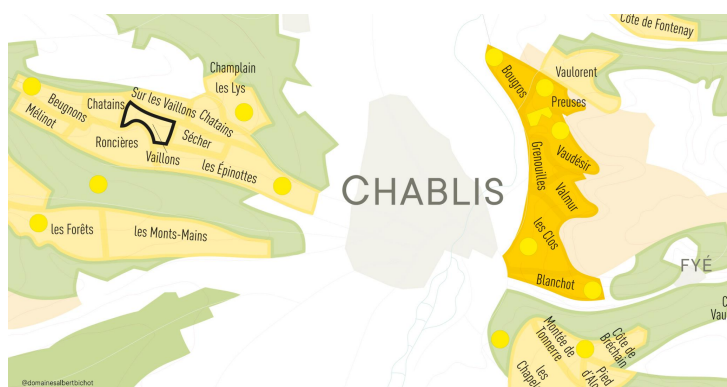 Côte de Fontenay
Champlain
les Lys
Vaulorent
Bougros
Preuses
Sur les Vaillons
Chatains
Chatains
Beugnons
Mélinot
Sécher
Roncières
Vaillons
les Épinottes
Grenouilles
Vaudésir
Valmur
CHABLIS
les Forêts
les Monts-Mains
les Clos
FYÉ
Blanchot
Montée de
Tonnerre
Côte de
Bréchain
Pied
les
@domainesalbertbichot